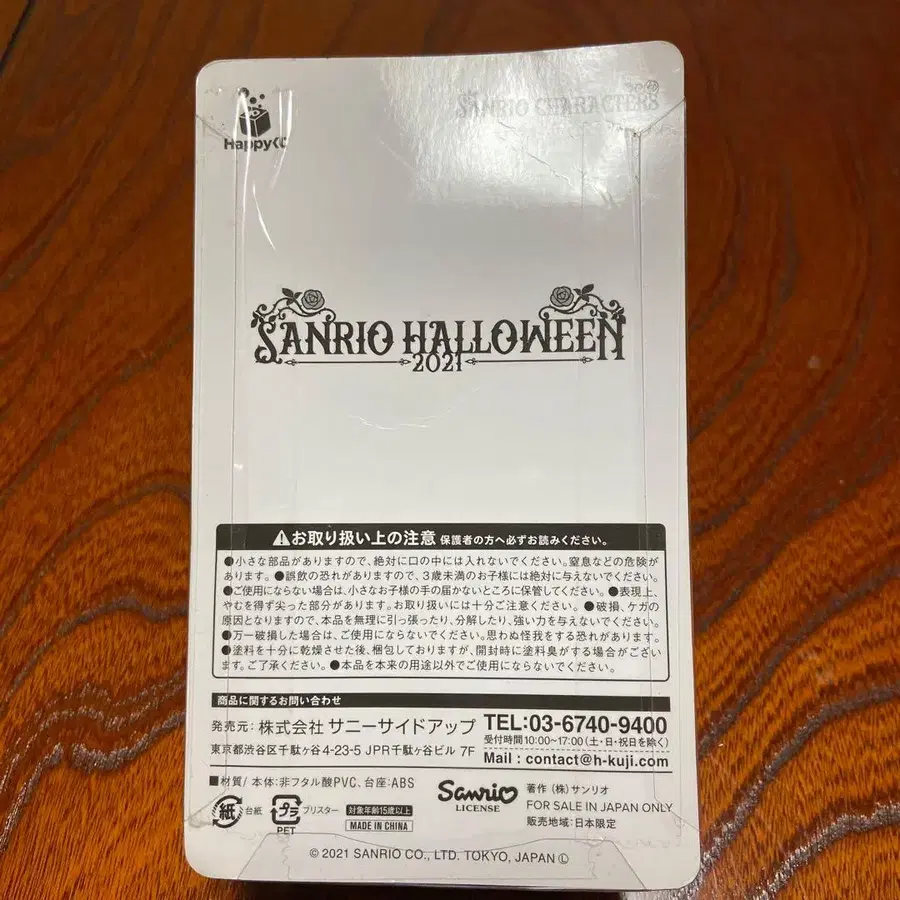 Happyくじ
SANRIO CHARACTERS
SANRIO HALLOWEEN
2021
お取り扱い上の注意 保護者の方へ必ずお読みください。
●小さな部品がありますので、絶対に口の中には入れないでください。窒息などの危険が
あります。●誤飲の恐れがありますので、3歳未満のお子様には絶対に与えないでください。
●ご使用にならない場合は、小さなお子様の手の届かないところに保管してください。●表現上、
やむを得ず尖った部分があります。お取り扱いには十分ご注意ください。●破損、ケガの
原因となりますので、本品を無理に引っ張ったり、分解したり、強い力を与えないでください。
●万一破損した場合は、ご使用にならないでください。思わぬ怪我をする恐れがあります。
●塗料を十分に乾燥させた後、梱包しておりますが、開封時に塗料臭がする場合がござい
ます。ご了承ください。●本品を本来の用途以外でご使用にならないでください。
商品に関するお問い合わせ
発売元:株式会社 サニーサイドアップ
東京都渋谷区千駄ヶ谷4-23-5 JPR千駄ヶ谷ビル 7F
TEL:03-6740-9400
受付時間 10:00~17:00(土・日・祝日を除く)
Mail : contact@h-kuji.com
■材質/本体:非フタル酸PVC、台座:ABS
紙 台紙
プラ ブリスター
PET
対象年齢15歳以上
MADE IN CHINA
Sanrio
LICENSE
著作 (株) サンリオ
FOR SALE IN JAPAN ONLY
販売地域:日本限定
© 2021 SANRIO CO., LTD. TOKYO, JAPAN Ⓛ